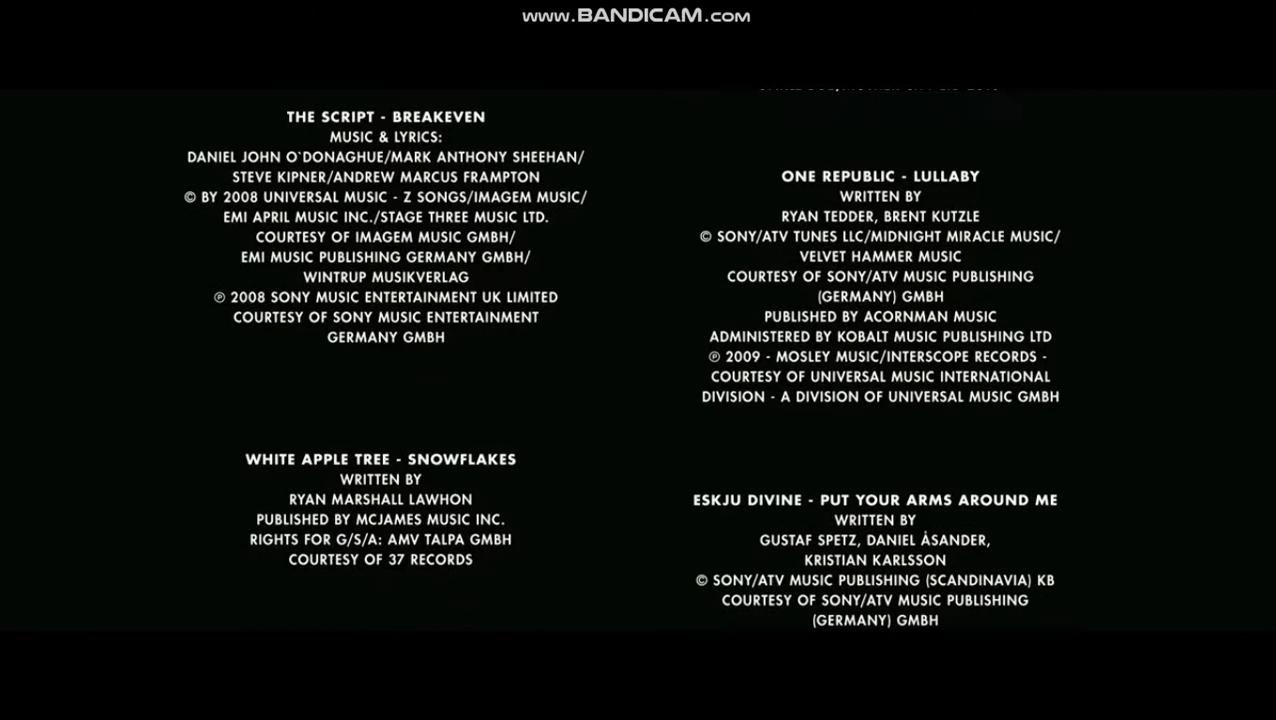 www.BANDICAM.com
THE SCRIPT - BREAKEVEN
MUSIC & LYRICS:
DANIEL JOHN O`DONAGHUE/MARK ANTHONY SHEEHAN/
STEVE KIPNER/ANDREW MARCUS FRAMPTON
© BY 2008 UNIVERSAL MUSIC - Z SONGS/IMAGEM MUSIC/
EMI APRIL MUSIC INC./STAGE THREE MUSIC LTD.
COURTESY OF IMAGEM MUSIC GMBH/
EMI MUSIC PUBLISHING GERMANY GMBH/
WINTRUP MUSIKVERLAG
℗ 2008 SONY MUSIC ENTERTAINMENT UK LIMITED
COURTESY OF SONY MUSIC ENTERTAINMENT
GERMANY GMBH
WHITE APPLE TREE - SNOWFLAKES
WRITTEN BY
RYAN MARSHALL LAWHON
PUBLISHED BY MCJAMES MUSIC INC.
RIGHTS FOR G/S/A: AMV TALPA GMBH
COURTESY OF 37 RECORDS
ONE REPUBLIC - LULLABY
WRITTEN BY
RYAN TEDDER, BRENT KUTZLE
© SONY/ATV TUNES LLC/MIDNIGHT MIRACLE MUSIC/
VELVET HAMMER MUSIC
COURTESY OF SONY/ATV MUSIC PUBLISHING
(GERMANY) GMBH
PUBLISHED BY ACORNMAN MUSIC
ADMINISTERED BY KOBALT MUSIC PUBLISHING LTD
℗ 2009 - MOSLEY MUSIC/INTERSCOPE RECORDS -
COURTESY OF UNIVERSAL MUSIC INTERNATIONAL
DIVISION - A DIVISION OF UNIVERSAL MUSIC GMBH
ESKJU DIVINE - PUT YOUR ARMS AROUND ME
WRITTEN BY
GUSTAF SPETZ, DANIEL ÅSANDER,
KRISTIAN KARLSSON
© SONY/ATV MUSIC PUBLISHING (SCANDINAVIA) KB
COURTESY OF SONY/ATV MUSIC PUBLISHING
(GERMANY) GMBH